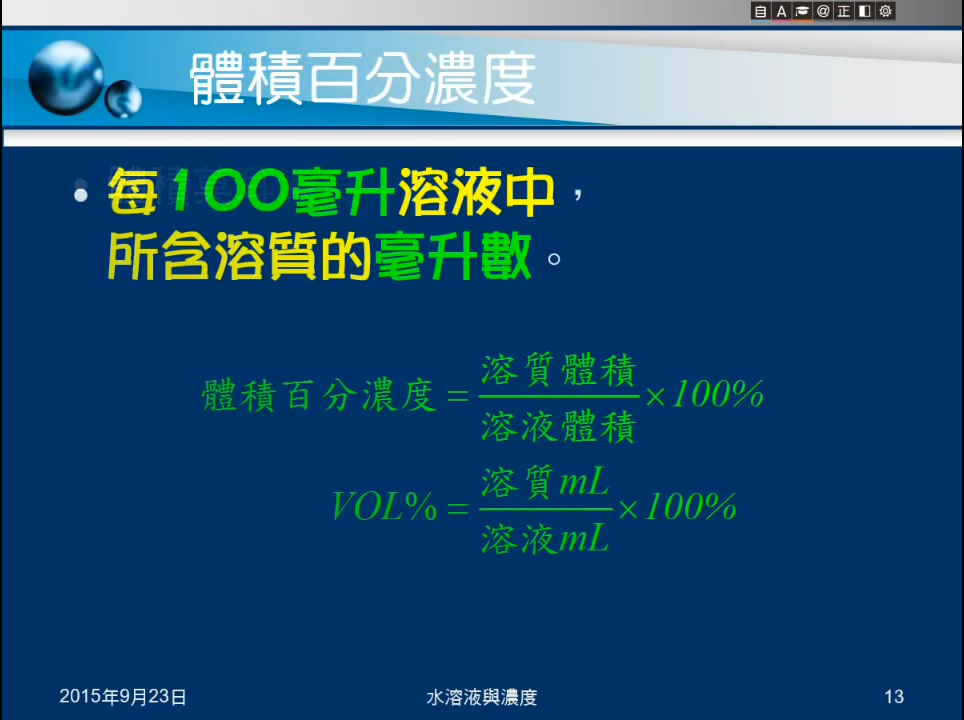 自 A @ 正
體積百分濃度
• 每100毫升溶液中，
所含溶質的毫升數。
體積百分濃度 = 溶質體積 / 溶液體積 × 100%
VOL% = 溶質mL / 溶液mL × 100%
2015年9月23日
水溶液與濃度
13